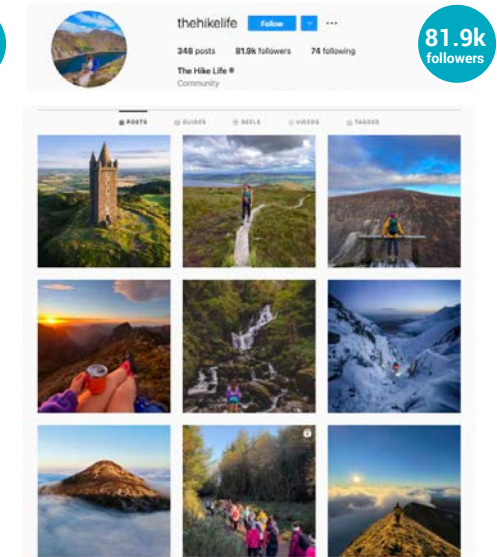 thehikelife Follow
348 posts 81.9k followers 74 following
The Hike Life ®
Community
81.9k
followers
POSTS GUIDES REELS VIDEOS TAGGED